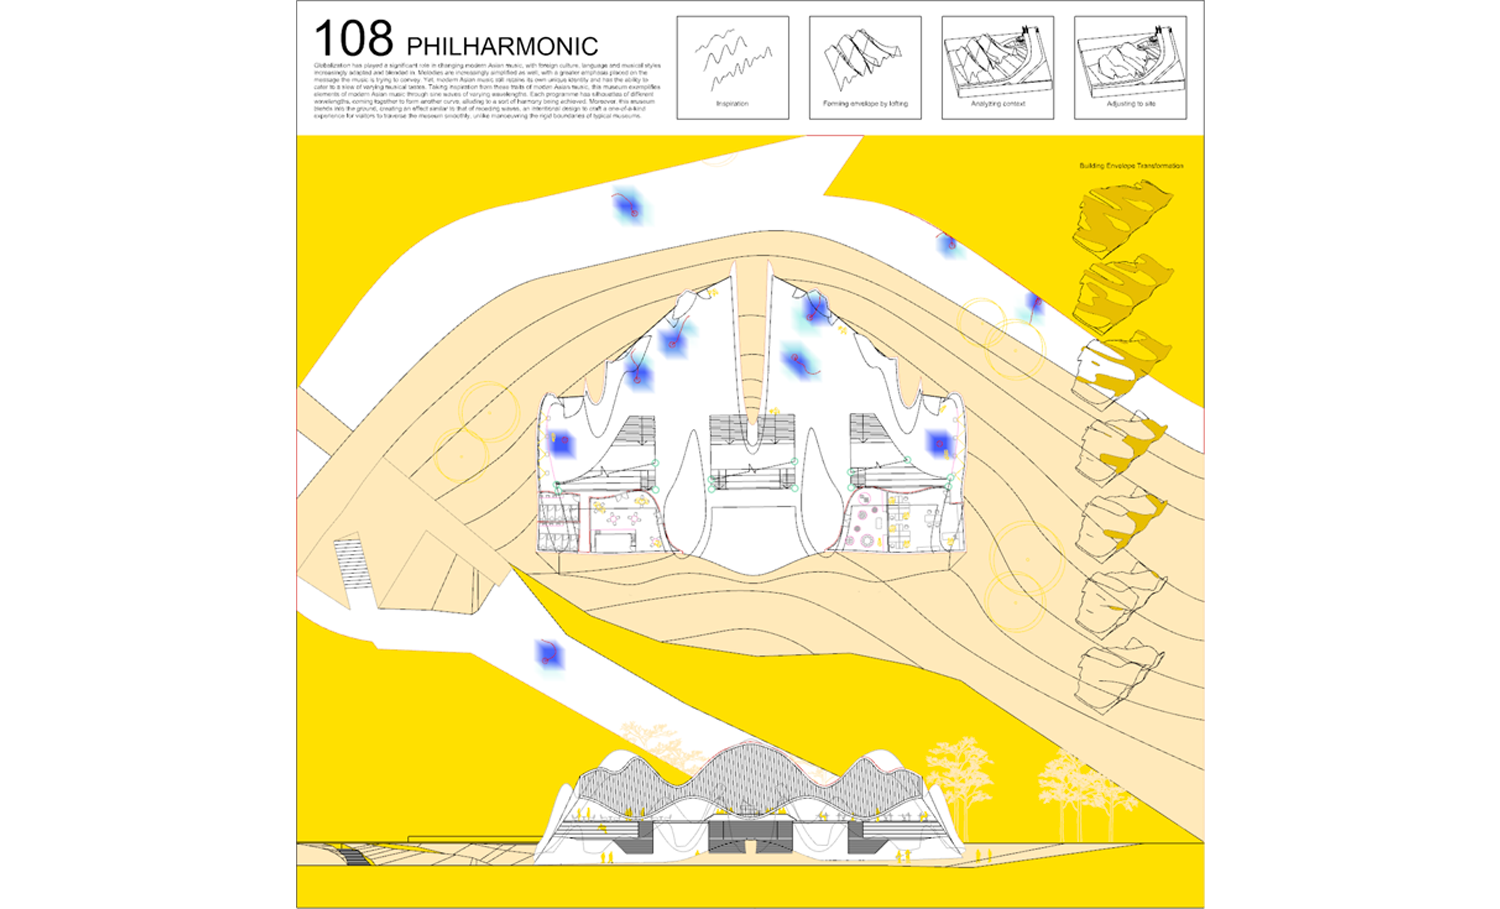 108 PHILHARMONIC
Globalization has played a significant role in changing modern Asian music, with foreign culture, language and musical styles
increasingly adapted and blended in. Melodies are increasingly amplified as well, with a greater emphasis placed on the
message the music is trying to convey. Yet, modern Asian music still retains its own unique identity and has the ability to
cater to a slew of varying musical tastes. Taking inspiration from these traits of modern Asian music, this museum exemplifies
elements of modern Asian music through sine waves of varying wavelengths. Each programme has silhouettes of different
wavelengths, coming together to form another curve, alluding to a sort of harmony being achieved. Moreover, this museum
blends into the ground, creating an effect similar to that of receding waves, an intentional design to craft a one-of-a-kind
experience for visitors to traverse the museum smoothly, unlike manoeuvring the rigid boundaries of typical museums.
Inspiration
Forming envelope by lofting
Analyzing context
Adjusting to site
Building Envelope Transformation